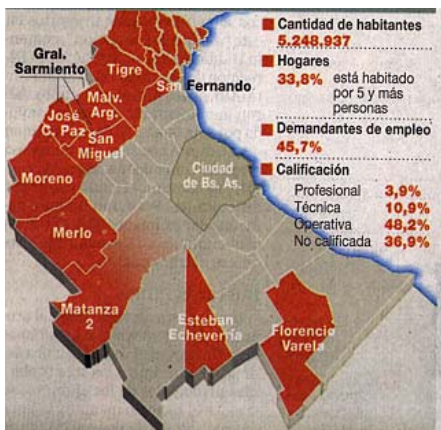 Cantidad de habitantes
5.248.937
Hogares
33,8% está habitado
por 5 y más
personas
Demandantes de empleo
45,7%
Calificación
Profesional 3,9%
Técnica 10,9%
Operativa 48,2%
No calificada 36,9%
Gral.
Sarmiento
Tigre
San Fernando
Malv.
Arg.
José
C. Paz
San
Miguel
Moreno
Ciudad
de Bs. As.
Merlo
Matanza
2
Esteban
Echeverría
Florencio
Varela